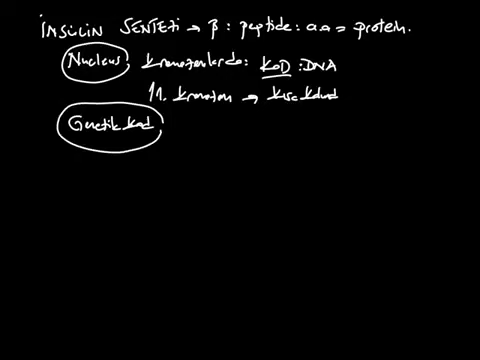 İNSÜLİN SENTEZİ → β : peptide : aa = protein.
Nucleus Kromozomlarda : KOD : DNA
11. Kromozom → kısa kolunda
Genetik kod